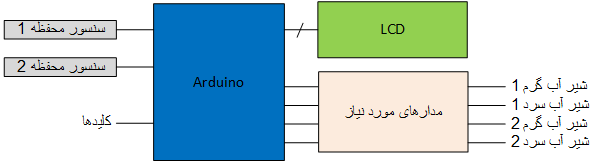 سنسور محفظه 1
سنسور محفظه 2
کلیدها
Arduino
LCD
مدارهای مورد نیاز
شیر آب گرم 1
شیر آب سرد 1
شیر آب گرم 2
شیر آب سرد 2